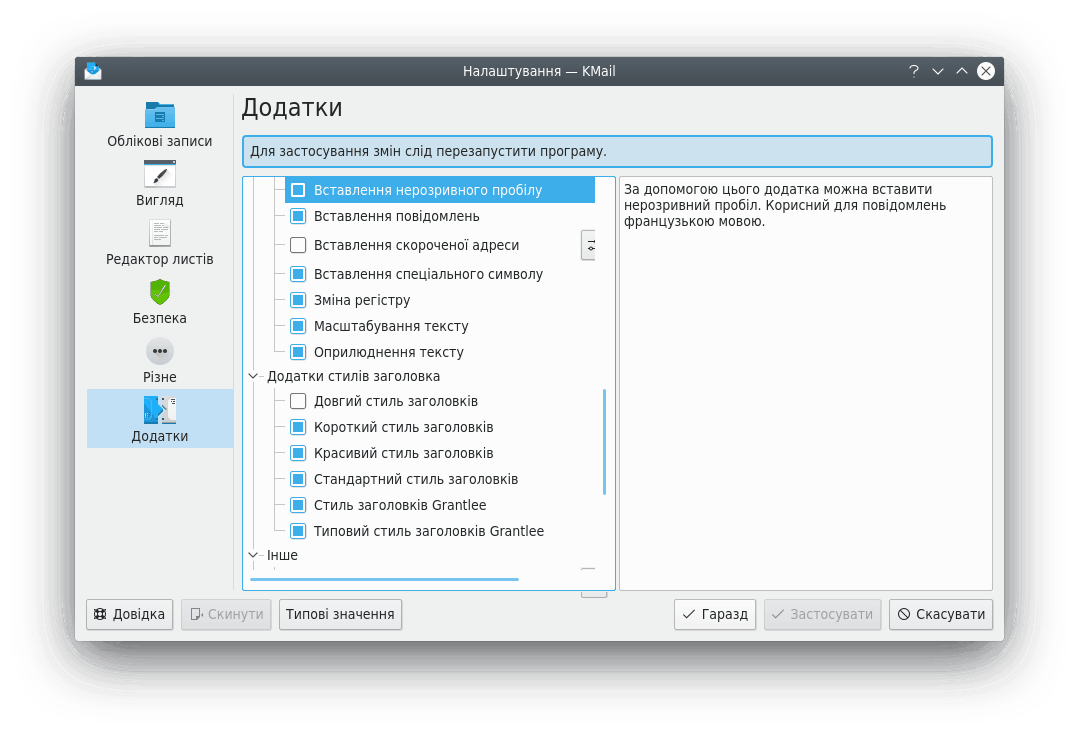 Налаштування — KMail
Облікові записи
Вигляд
Редактор листів
Безпека
Різне
Додатки
Додатки
Для застосування змін слід перезапустити програму.
Вставлення нерозривного пробілу
Вставлення повідомлень
Вставлення скороченої адреси
Вставлення спеціального символу
Зміна регістру
Масштабування тексту
Оприлюднення тексту
Додатки стилів заголовка
Довгий стиль заголовків
Короткий стиль заголовків
Красивий стиль заголовків
Стандартний стиль заголовків
Стиль заголовків Grantlee
Типовий стиль заголовків Grantlee
Інше
За допомогою цього додатка можна вставити
нерозривний пробіл. Корисний для повідомлень
французькою мовою.
Довідка
Скинути
Типові значення
Гаразд
Застосувати
Скасувати